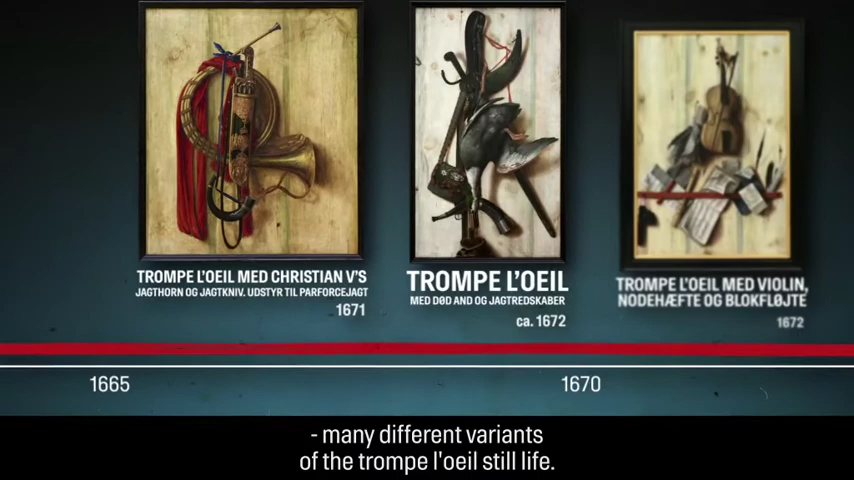 TROMPE L'OEIL MED CHRISTIAN V'S
JAGTHORN OG JAGTKNIV. UDSTYR TIL PARFORCEJAGT
1671
TROMPE L'OEIL
MED DØD AND OG JAGTREDSKABER
ca. 1672
TROMPE L'OEIL MED VIOLIN,
NODEHÆFTE OG BLOKFLØJTE
1672
1665
1670
- many different variants
of the trompe l'oeil still life.